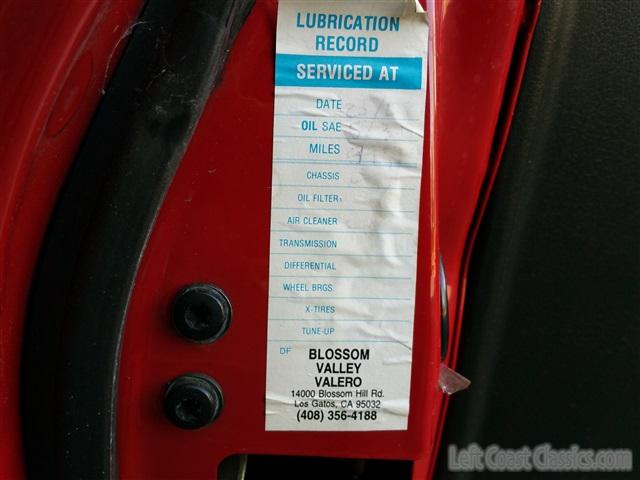 LUBRICATION
RECORD
SERVICED AT
DATE
OIL SAE
MILES
CHASSIS
OIL FILTER
AIR CLEANER
TRANSMISSION
DIFFERENTIAL
WHEEL BRGS
X-TIRES
TUNE-UP
DF BLOSSOM
VALLEY
VALERO
14000 Blossom Hill Rd.
Los Gatos, CA 95032
(408) 356-4188
Left Coast Classics.com